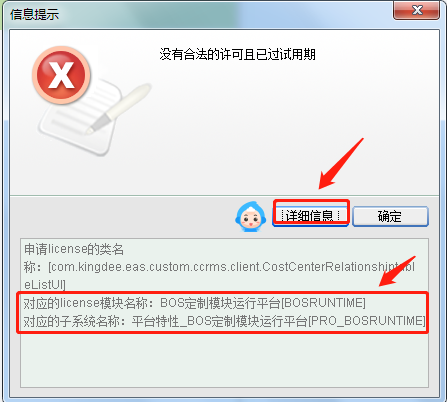 信息提示
没有合法的许可且已过试用期
详细信息
确定
申请license的类名
称：[com.kingdee.eas.custom.ccrms.client.CostCenterRelationshintabl
eListUI]
对应的license模块名称：BOS定制模块运行平台[BOSRUNTIME]
对应的子系统名称：平台特性_BOS定制模块运行平台[PRO_BOSRUNTIME]